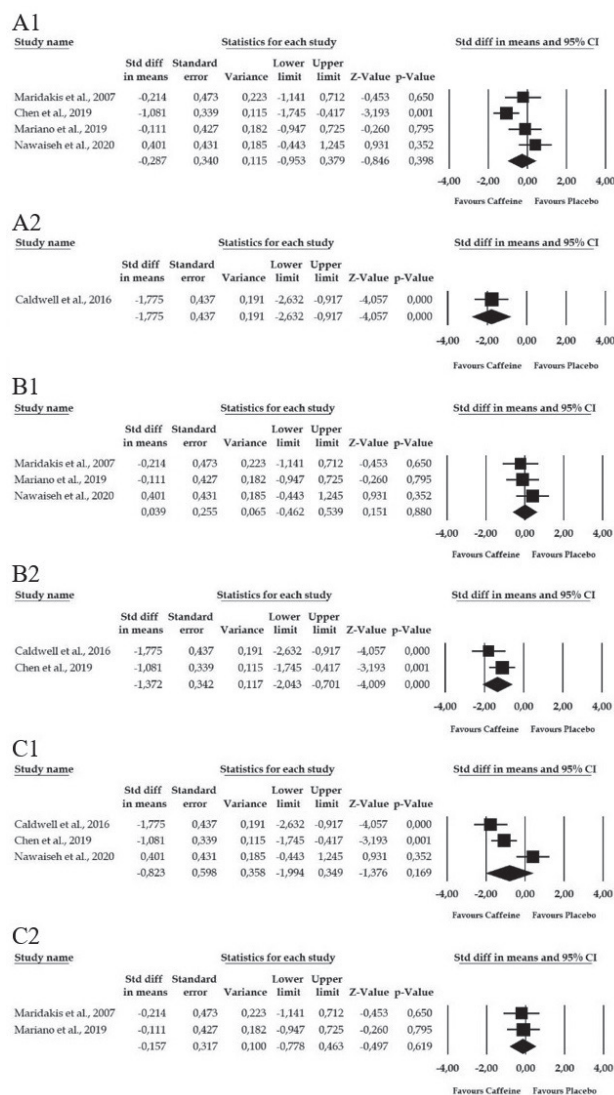 A1
Study name Statistics for each study Std diff in means and 95% CI
Std diff Standard Lower Upper
in means error Variance limit limit Z-Value p-Value
Maridakis et al., 2007 -0,214 0,473 0,223 -1,141 0,712 -0,453 0,650
Chen et al., 2019 -1,081 0,339 0,115 -1,745 -0,417 -3,193 0,001
Mariano et al., 2019 -0,111 0,427 0,182 -0,947 0,725 -0,260 0,795
Nawaiseh et al., 2020 0,401 0,431 0,185 -0,443 1,245 0,931 0,352
-0,287 0,340 0,115 -0,953 0,379 -0,846 0,398
-4,00 -2,00 0,00 2,00 4,00
Favours Caffeine Favours Placebo
A2
Study name Statistics for each study Std diff in means and 95% CI
Std diff Standard Lower Upper
in means error Variance limit limit Z-Value p-Value
Caldwell et al., 2016 -1,775 0,437 0,191 -2,632 -0,917 -4,057 0,000
-1,775 0,437 0,191 -2,632 -0,917 -4,057 0,000
-4,00 -2,00 0,00 2,00 4,00
Favours Caffeine Favours Placebo
B1
Study name Statistics for each study Std diff in means and 95% CI
Std diff Standard Lower Upper
in means error Variance limit limit Z-Value p-Value
Maridakis et al., 2007 -0,214 0,473 0,223 -1,141 0,712 -0,453 0,650
Mariano et al., 2019 -0,111 0,427 0,182 -0,947 0,725 -0,260 0,795
Nawaiseh et al., 2020 0,401 0,431 0,185 -0,443 1,245 0,931 0,352
0,039 0,255 0,065 -0,462 0,539 0,151 0,880
-4,00 -2,00 0,00 2,00 4,00
Favours Caffeine Favours Placebo
B2
Study name Statistics for each study Std diff in means and 95% CI
Std diff Standard Lower Upper
in means error Variance limit limit Z-Value p-Value
Caldwell et al., 2016 -1,775 0,437 0,191 -2,632 -0,917 -4,057 0,000
Chen et al., 2019 -1,081 0,339 0,115 -1,745 -0,417 -3,193 0,001
-1,372 0,342 0,117 -2,043 -0,701 -4,009 0,000
-4,00 -2,00 0,00 2,00 4,00
Favours Caffeine Favours Placebo
C1
Study name Statistics for each study Std diff in means and 95% CI
Std diff Standard Lower Upper
in means error Variance limit limit Z-Value p-Value
Caldwell et al., 2016 -1,775 0,437 0,191 -2,632 -0,917 -4,057 0,000
Chen et al., 2019 -1,081 0,339 0,115 -1,745 -0,417 -3,193 0,001
Nawaiseh et al., 2020 0,401 0,431 0,185 -0,443 1,245 0,931 0,352
-0,823 0,598 0,358 -1,994 0,349 -1,376 0,169
-4,00 -2,00 0,00 2,00 4,00
Favours Caffeine Favours Placebo
C2
Study name Statistics for each study Std diff in means and 95% CI
Std diff Standard Lower Upper
in means error Variance limit limit Z-Value p-Value
Maridakis et al., 2007 -0,214 0,473 0,223 -1,141 0,712 -0,453 0,650
Mariano et al., 2019 -0,111 0,427 0,182 -0,947 0,725 -0,260 0,795
-0,157 0,317 0,100 -0,778 0,463 -0,497 0,619
-4,00 -2,00 0,00 2,00 4,00
Favours Caffeine Favours Placebo